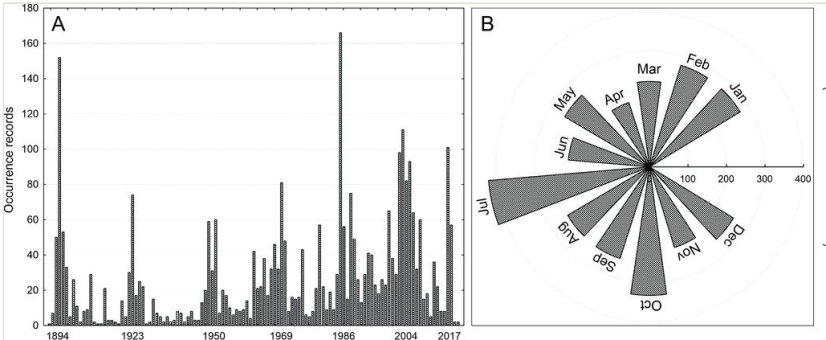 A
Occurrence records
180
160
140
120
100
80
60
40
20
0
1894
1923
1950
1969
1986
2004
2017
B
Mar
Feb
Jan
Apr
May
Jun
Jul
Aug
Sep
Oct
Nov
Dec
100
200
300
400